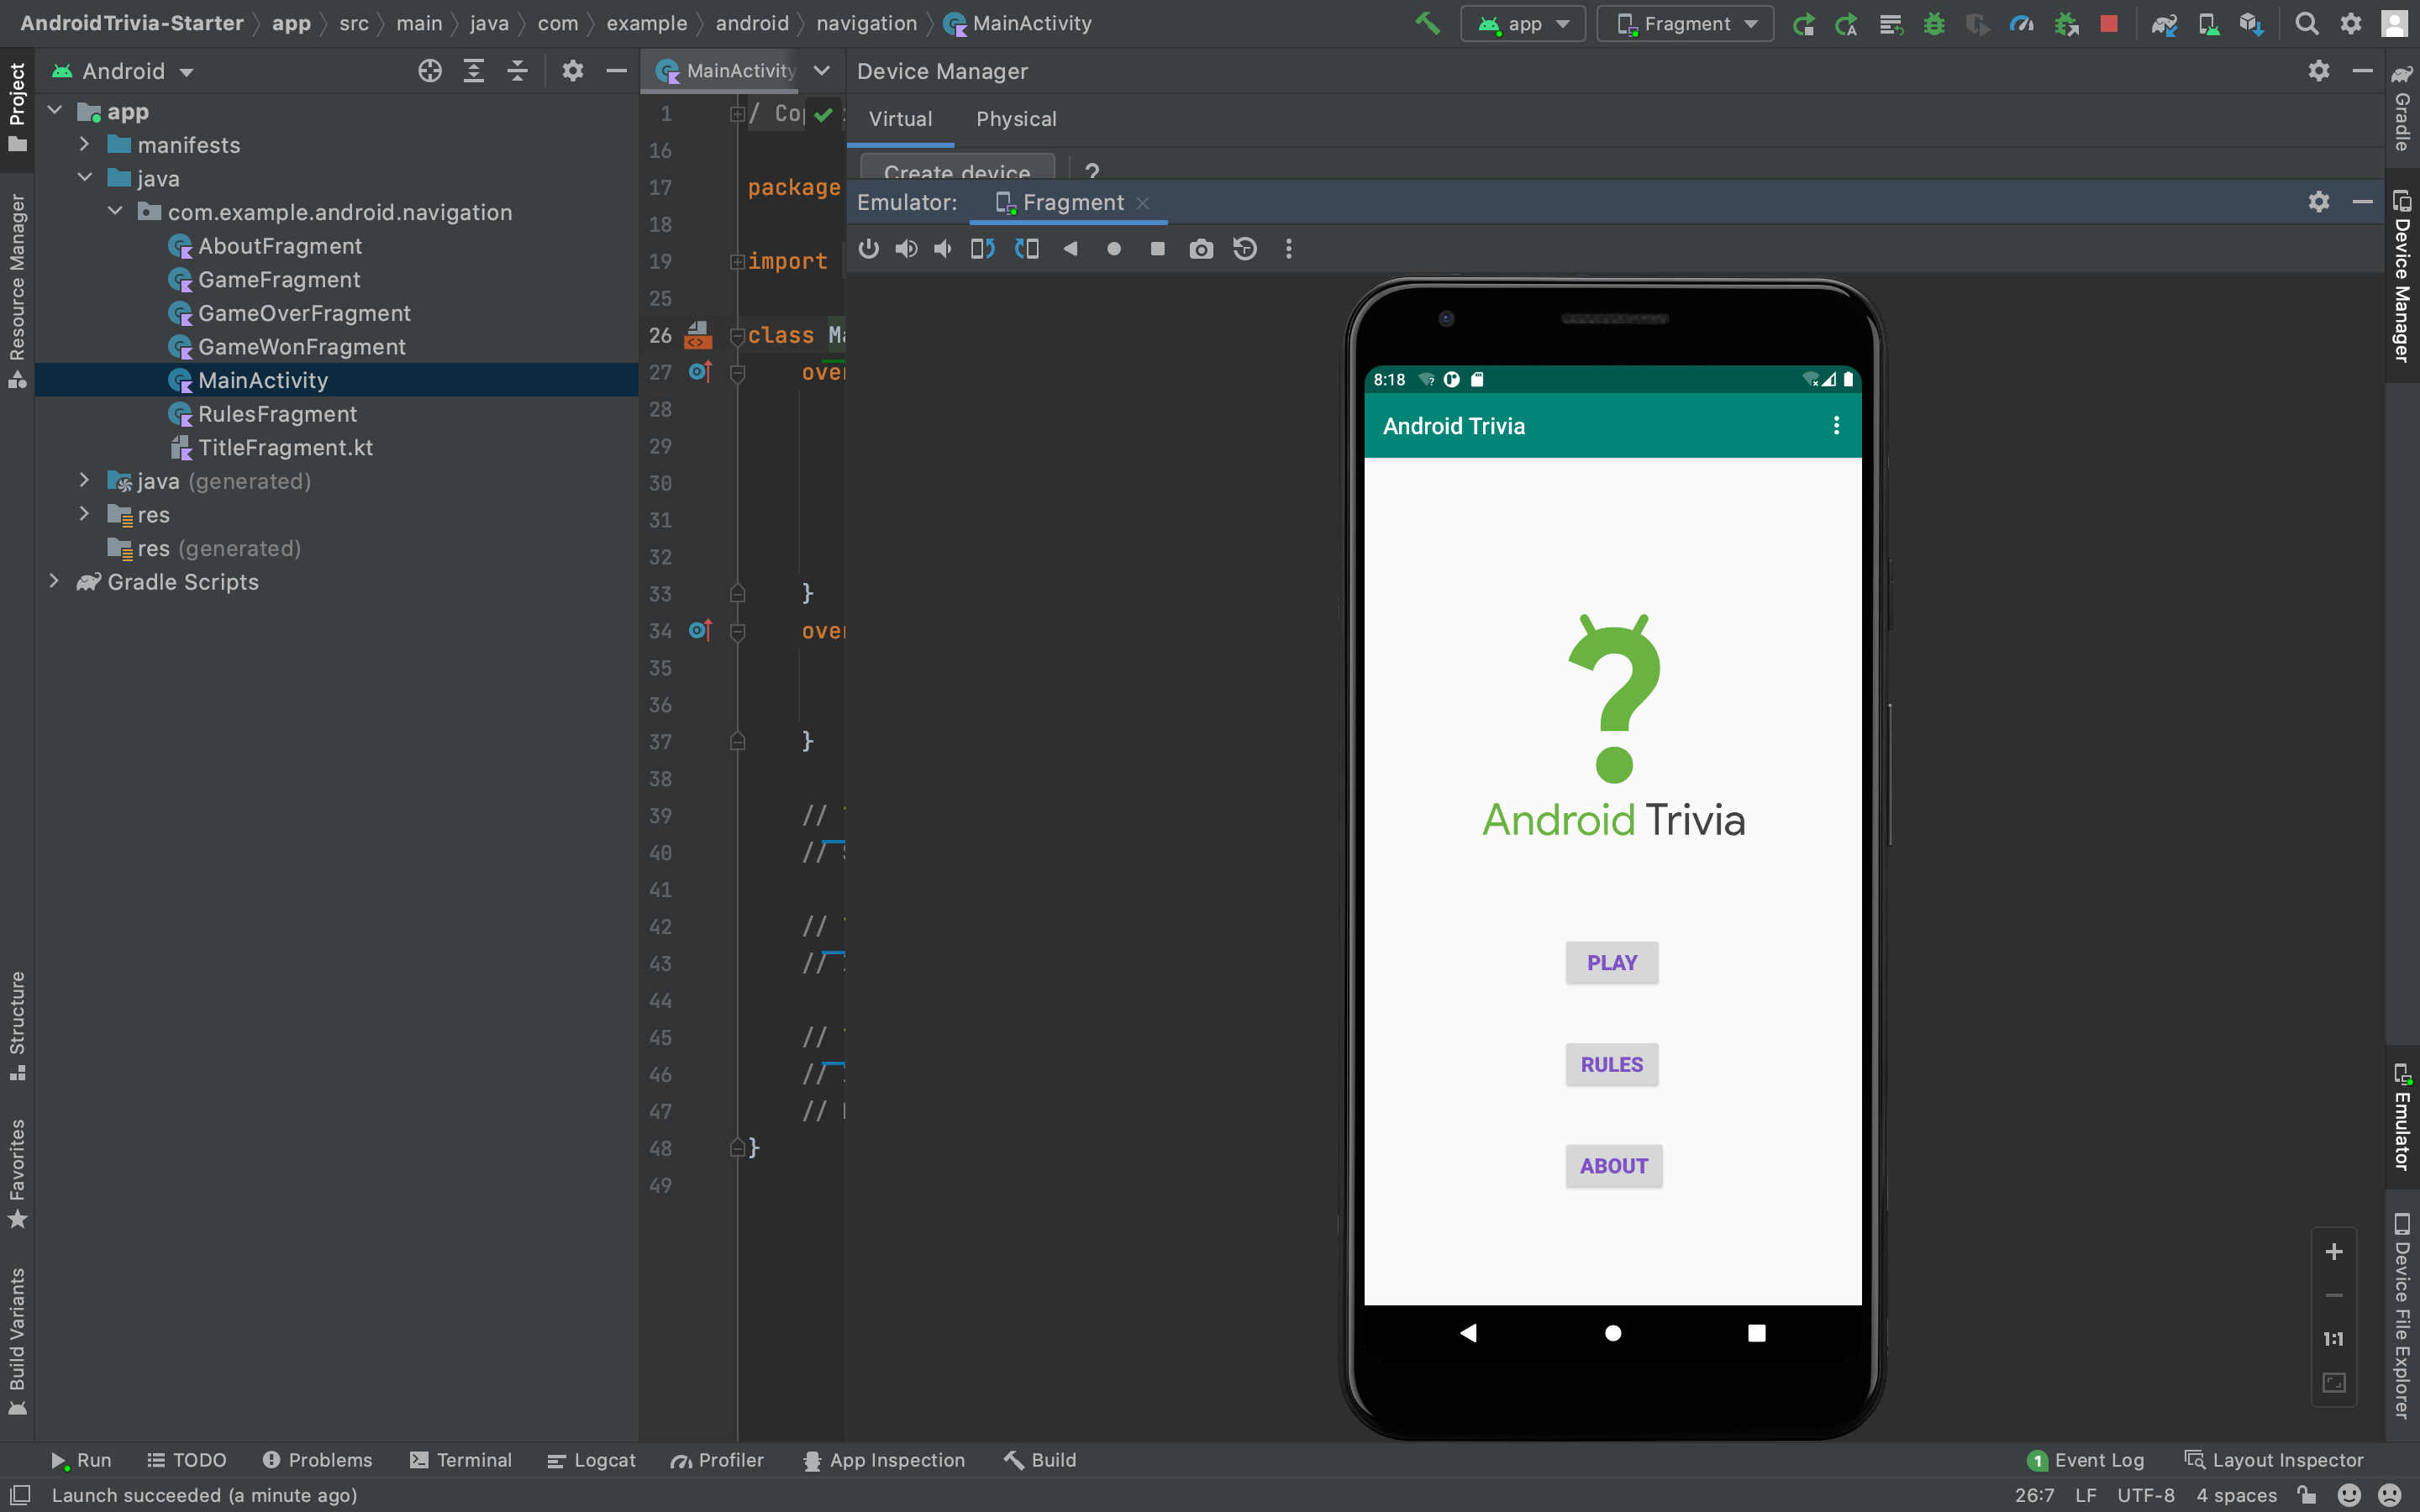 AndroidTrivia-Starter app src main java com example android navigation MainActivity
app Fragment
Project
Android
MainActivity
Device Manager
app
manifests
java
com.example.android.navigation
AboutFragment
GameFragment
GameOverFragment
GameWonFragment
MainActivity
RulesFragment
TitleFragment.kt
java (generated)
res
res (generated)
Gradle Scripts
Resource Manager
Structure
Favorites
Build Variants
1 / Cop
16
17 package
18
19 import
25
26 class Ma
27 over
28
29
30
31
32
33 }
34 over
35
36
37 }
38
39 //
40 //
41
42 //
43 //
44
45 //
46 //
47 //
48 }
49
Virtual Physical
Create device ?
Emulator: Fragment
8:18
Android Trivia
?
Android Trivia
PLAY
RULES
ABOUT
1:1
Gradle
Device Manager
Emulator
Device File Explorer
Run TODO Problems Terminal Logcat Profiler App Inspection Build
1 Event Log Layout Inspector
Launch succeeded (a minute ago)
26:7 LF UTF-8 4 spaces